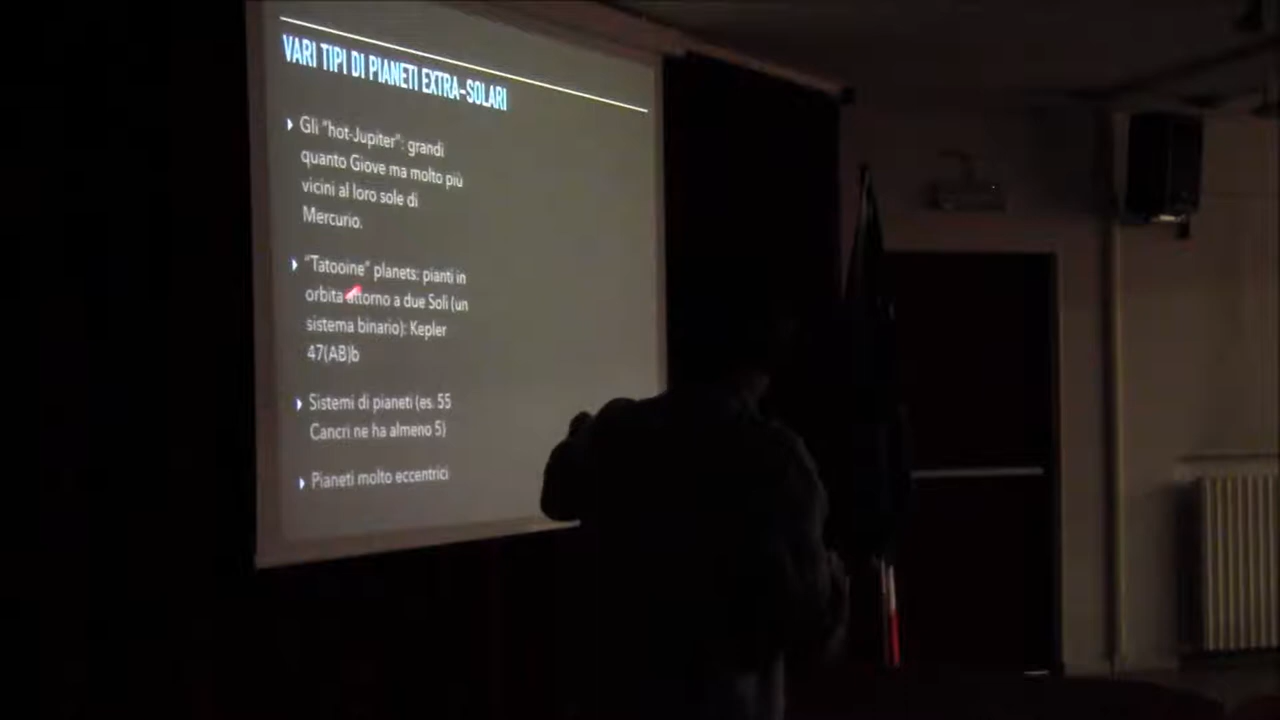 VARI TIPI DI PIANETI EXTRA-SOLARI
Gli "hot-Jupiter": grandi
quanto Giove ma molto più
vicini al loro sole di
Mercurio.
"Tatooine" planets: pianti in
orbita attorno a due Soli (un
sistema binario): Kepler
47(AB)b
Sistemi di pianeti (es. 55
Cancri ne ha almeno 5)
Pianeti molto eccentrici